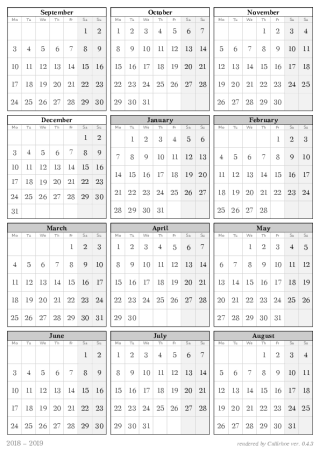 September October November
Mo Tu We Th Fr Sa Su Mo Tu We Th Fr Sa Su Mo Tu We Th Fr Sa Su
1 2 1 2 3 4 5 6 7 1 2 3 4
3 4 5 6 7 8 9 8 9 10 11 12 13 14 5 6 7 8 9 10 11
10 11 12 13 14 15 16 15 16 17 18 19 20 21 12 13 14 15 16 17 18
17 18 19 20 21 22 23 22 23 24 25 26 27 28 19 20 21 22 23 24 25
24 25 26 27 28 29 30 29 30 31 26 27 28 29 30
December January February
Mo Tu We Th Fr Sa Su Mo Tu We Th Fr Sa Su Mo Tu We Th Fr Sa Su
1 2 1 2 3 4 5 6 1 2 3
3 4 5 6 7 8 9 7 8 9 10 11 12 13 4 5 6 7 8 9 10
10 11 12 13 14 15 16 14 15 16 17 18 19 20 11 12 13 14 15 16 17
17 18 19 20 21 22 23 21 22 23 24 25 26 27 18 19 20 21 22 23 24
24 25 26 27 28 29 30 28 29 30 31 25 26 27 28
31
March April May
Mo Tu We Th Fr Sa Su Mo Tu We Th Fr Sa Su Mo Tu We Th Fr Sa Su
1 2 3 1 2 3 4 5 6 7 1 2 3 4 5
4 5 6 7 8 9 10 8 9 10 11 12 13 14 6 7 8 9 10 11 12
11 12 13 14 15 16 17 15 16 17 18 19 20 21 13 14 15 16 17 18 19
18 19 20 21 22 23 24 22 23 24 25 26 27 28 20 21 22 23 24 25 26
25 26 27 28 29 30 31 29 30 27 28 29 30 31
June July August
Mo Tu We Th Fr Sa Su Mo Tu We Th Fr Sa Su Mo Tu We Th Fr Sa Su
1 2 1 2 3 4 5 6 7 1 2 3 4
3 4 5 6 7 8 9 8 9 10 11 12 13 14 5 6 7 8 9 10 11
10 11 12 13 14 15 16 15 16 17 18 19 20 21 12 13 14 15 16 17 18
17 18 19 20 21 22 23 22 23 24 25 26 27 28 19 20 21 22 23 24 25
24 25 26 27 28 29 30 29 30 31 26 27 28 29 30 31
2018 – 2019 rendered by Callirhoe ver. 0.4.3